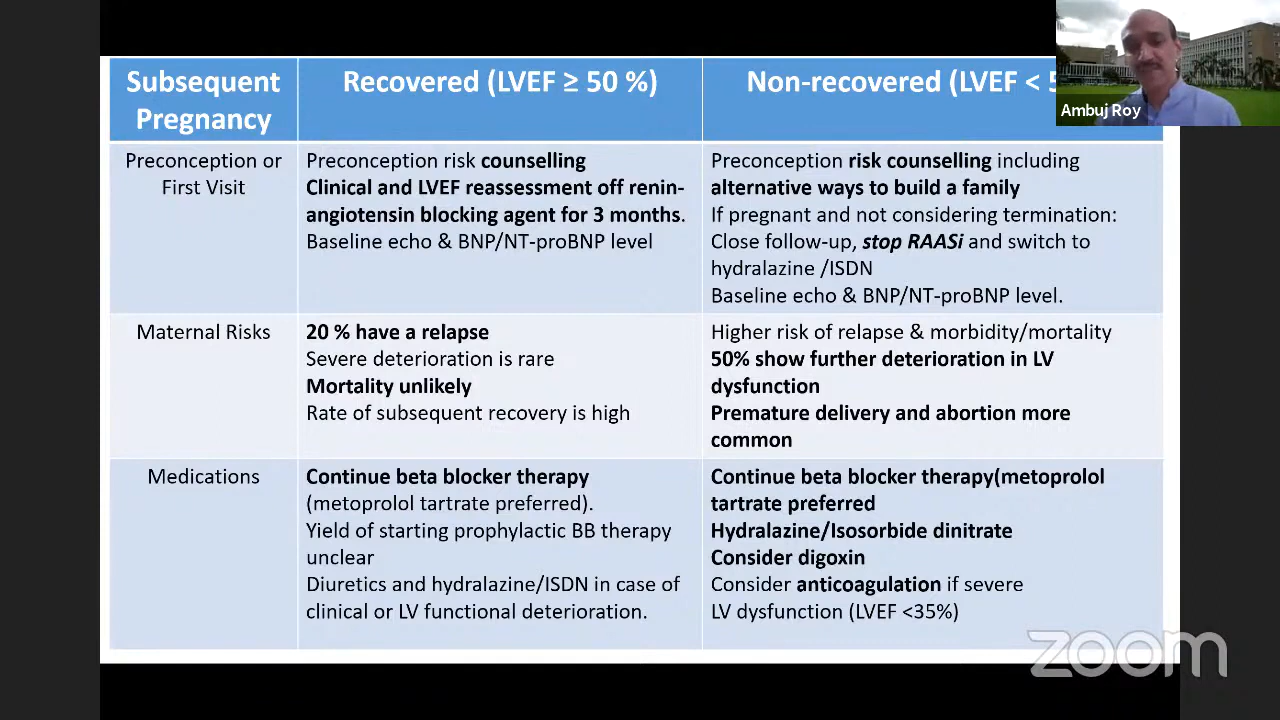 Subsequent
Pregnancy
Recovered (LVEF ≥ 50 %)
Non-recovered (LVEF < 5
Ambuj Roy
Preconception or
First Visit
Preconception risk counselling
Clinical and LVEF reassessment off renin-
angiotensin blocking agent for 3 months.
Baseline echo & BNP/NT-proBNP level
Preconception risk counselling including
alternative ways to build a family
If pregnant and not considering termination:
Close follow-up, stop RAASi and switch to
hydralazine /ISDN
Baseline echo & BNP/NT-proBNP level.
Maternal Risks
20 % have a relapse
Severe deterioration is rare
Mortality unlikely
Rate of subsequent recovery is high
Higher risk of relapse & morbidity/mortality
50% show further deterioration in LV
dysfunction
Premature delivery and abortion more
common
Medications
Continue beta blocker therapy
(metoprolol tartrate preferred).
Yield of starting prophylactic BB therapy
unclear
Diuretics and hydralazine/ISDN in case of
clinical or LV functional deterioration.
Continue beta blocker therapy(metoprolol
tartrate preferred
Hydralazine/Isosorbide dinitrate
Consider digoxin
Consider anticoagulation if severe
LV dysfunction (LVEF <35%)
zoom